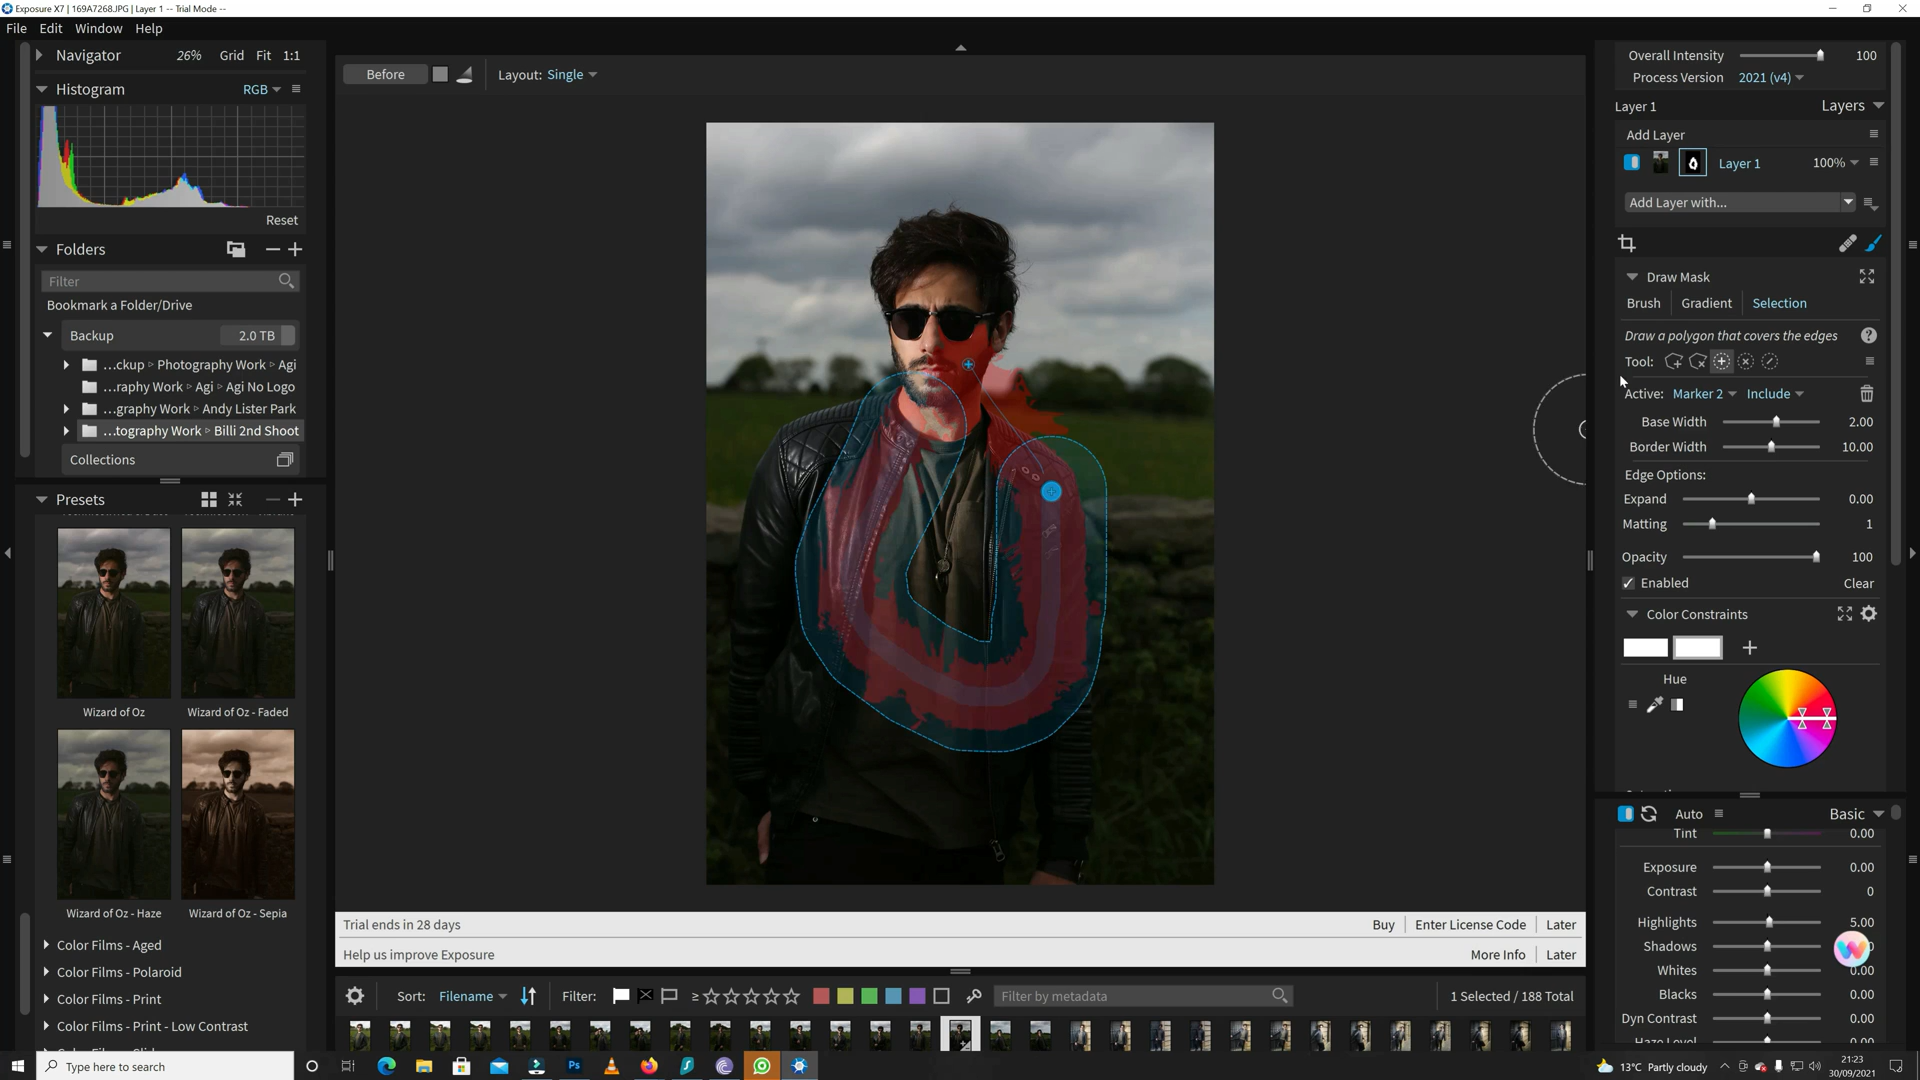 Exposure X7 | 169A7268.JPG | Layer 1 -- Trial Mode --
File Edit Window Help
Navigator 26% Grid Fit 1:1
Histogram RGB
Reset
Folders
Filter
Bookmark a Folder/Drive
Backup 2.0 TB
...ckup ▹ Photography Work ▹ Agi
...raphy Work ▹ Agi ▹ Agi No Logo
...graphy Work ▹ Andy Lister Park
...tography Work ▹ Billi 2nd Shoot
Collections
Presets
Wizard of Oz Wizard of Oz - Faded
Wizard of Oz - Haze Wizard of Oz - Sepia
Color Films - Aged
Color Films - Polaroid
Color Films - Print
Color Films - Print - Low Contrast
Before Layout: Single
Trial ends in 28 days Buy Enter License Code Later
Help us improve Exposure More Info Later
Sort: Filename Filter: ≥ Filter by metadata 1 Selected / 188 Total
Overall Intensity 100
Process Version 2021 (v4)
Layer 1 Layers
Add Layer
Layer 1 100%
Add Layer with...
Draw Mask
Brush Gradient Selection
Draw a polygon that covers the edges
Tool:
Active: Marker 2 Include
Base Width 2.00
Border Width 10.00
Edge Options:
Expand 0.00
Matting 1
Opacity 100
Enabled Clear
Color Constraints
Hue
Auto Basic
Tint 0.00
Exposure 0.00
Contrast 0
Highlights 5.00
Shadows
Whites 0.00
Blacks 0.00
Dyn Contrast 0.00
Haze Level 0.00
Type here to search
13°C Partly cloudy
21:23
30/09/2021